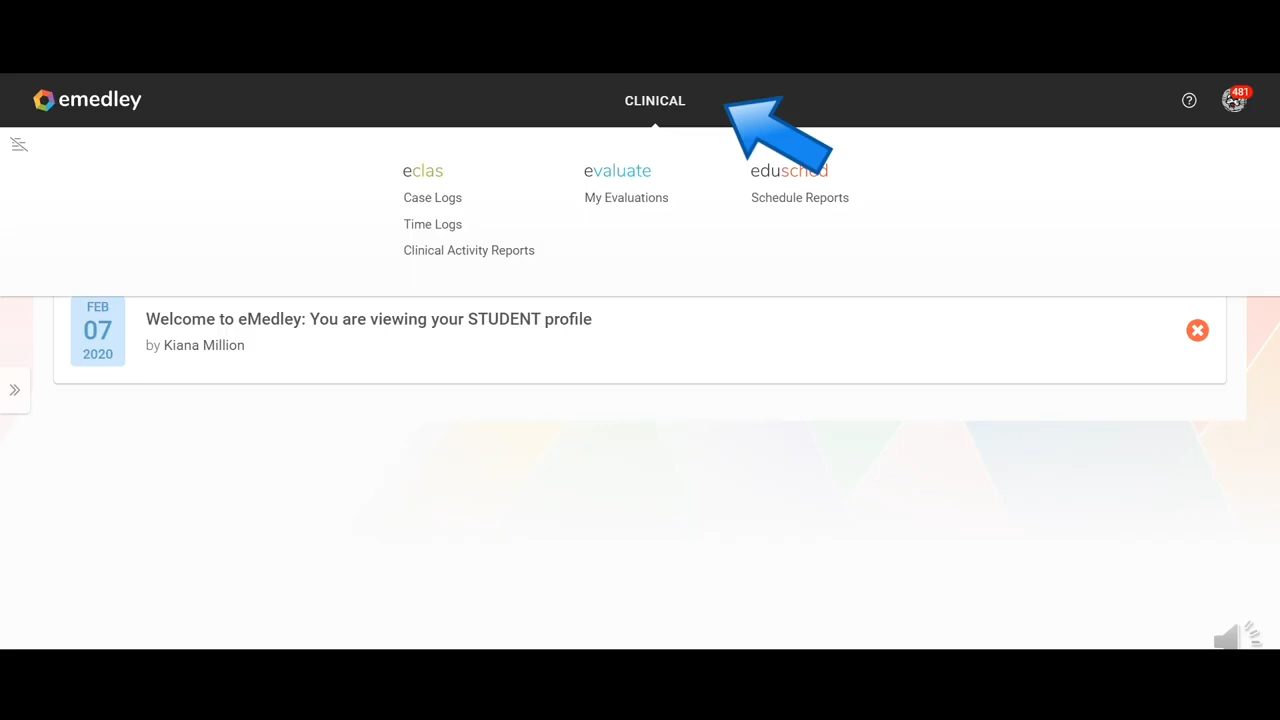 emedley
CLINICAL
481
eclas
evaluate
edusched
Case Logs
My Evaluations
Schedule Reports
Time Logs
Clinical Activity Reports
FEB
07
2020
Welcome to eMedley: You are viewing your STUDENT profile
by Kiana Million